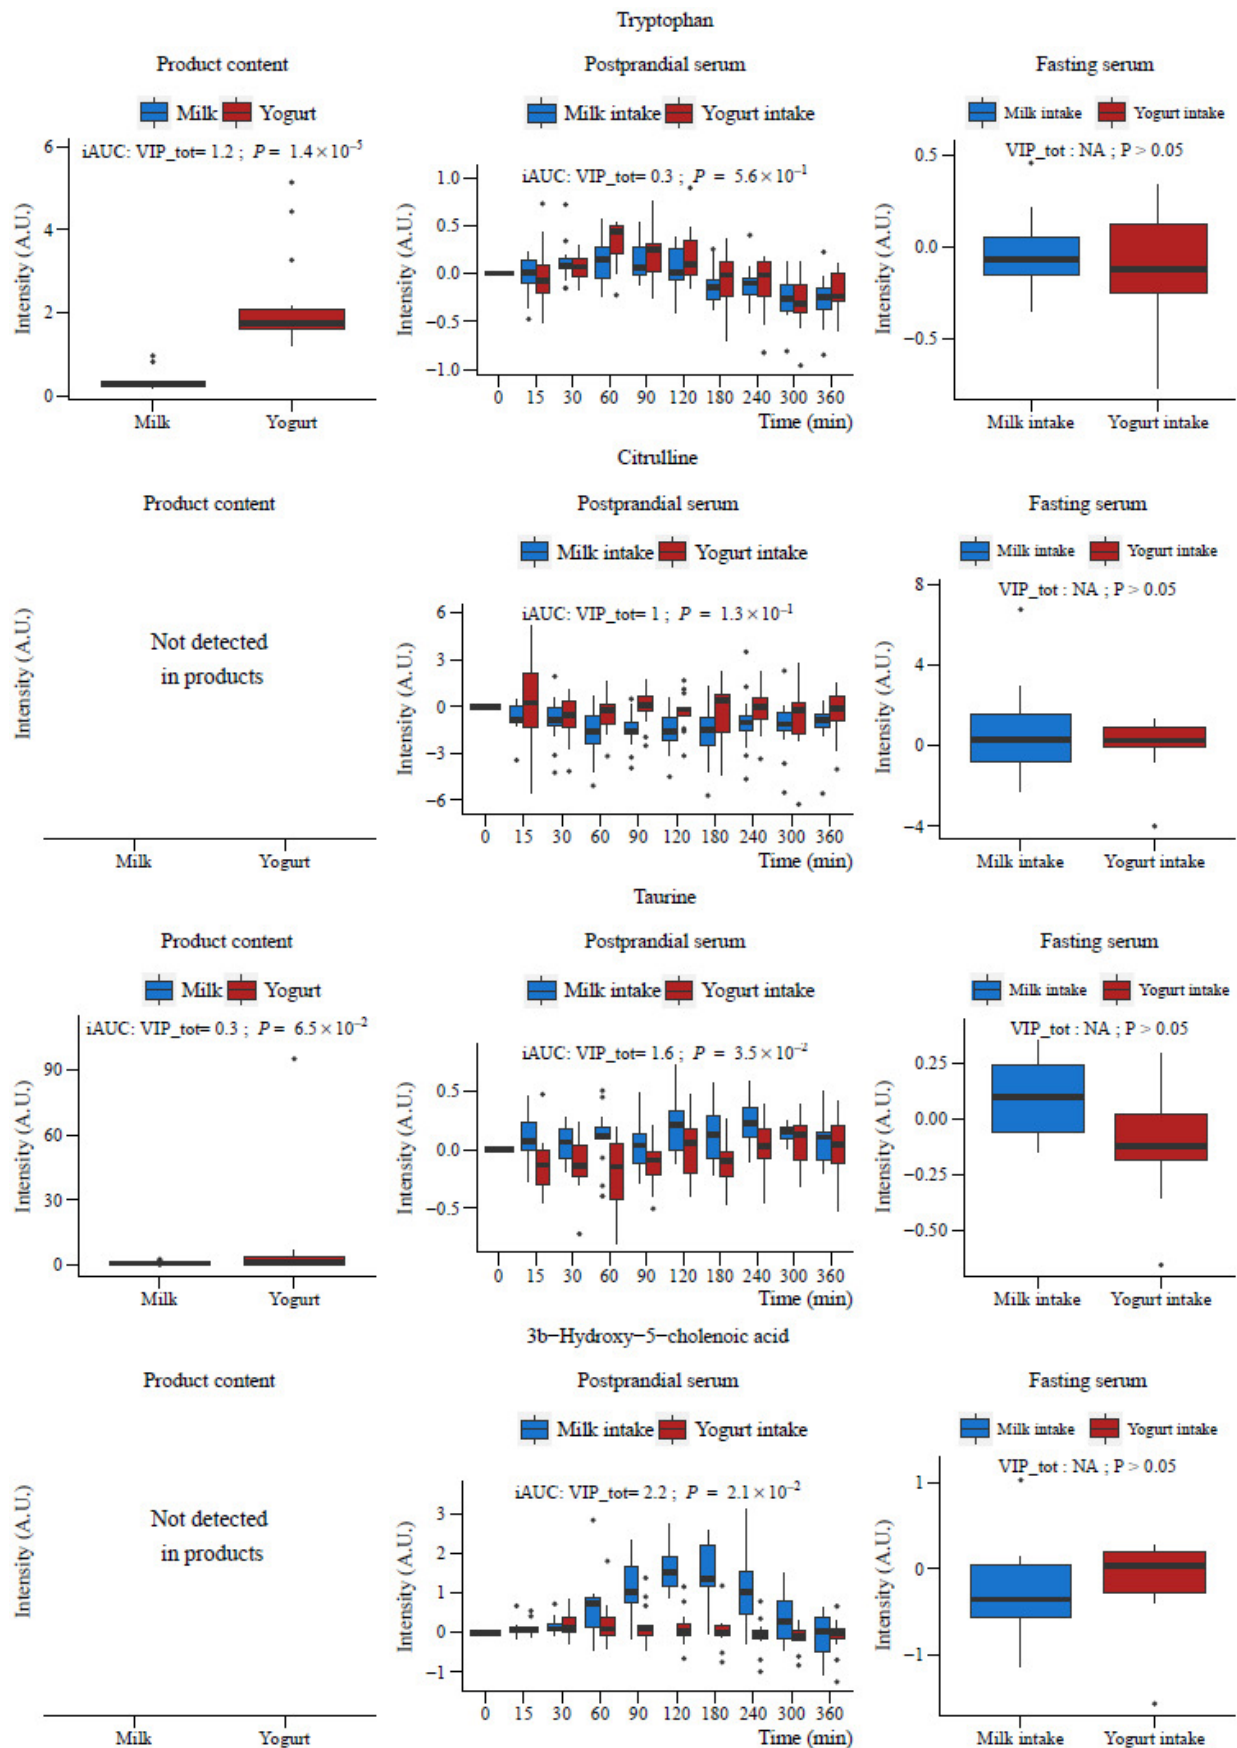 Tryptophan
Product content
Milk Yogurt
iAUC: VIP_tot= 1.2 ; P = 1.4×10⁻⁵
Intensity (A.U.)
6
4
2
0
Milk Yogurt
Postprandial serum
Milk intake Yogurt intake
iAUC: VIP_tot= 0.3 ; P = 5.6×10⁻¹
Intensity (A.U.)
1.0
0.5
0.0
−0.5
−1.0
0 15 30 60 90 120 180 240 300 360
Time (min)
Fasting serum
Milk intake Yogurt intake
VIP_tot : NA ; P > 0.05
Intensity (A.U.)
0.5
0.0
−0.5
Milk intake Yogurt intake
Citrulline
Product content
Intensity (A.U.)
Not detected
in products
Milk Yogurt
Postprandial serum
Milk intake Yogurt intake
iAUC: VIP_tot= 1 ; P = 1.3×10⁻¹
Intensity (A.U.)
6
3
0
−3
−6
0 15 30 60 90 120 180 240 300 360
Time (min)
Fasting serum
Milk intake Yogurt intake
VIP_tot : NA ; P > 0.05
Intensity (A.U.)
8
4
0
−4
Milk intake Yogurt intake
Taurine
Product content
Milk Yogurt
iAUC: VIP_tot= 0.3 ; P = 6.5×10⁻²
Intensity (A.U.)
90
60
30
0
Milk Yogurt
Postprandial serum
Milk intake Yogurt intake
iAUC: VIP_tot= 1.6 ; P = 3.5×10⁻²
Intensity (A.U.)
0.5
0.0
−0.5
0 15 30 60 90 120 180 240 300 360
Time (min)
Fasting serum
Milk intake Yogurt intake
VIP_tot : NA ; P > 0.05
Intensity (A.U.)
0.25
0.00
−0.25
−0.50
Milk intake Yogurt intake
3b−Hydroxy−5−cholenoic acid
Product content
Intensity (A.U.)
Not detected
in products
Milk Yogurt
Postprandial serum
Milk intake Yogurt intake
iAUC: VIP_tot= 2.2 ; P = 2.1×10⁻²
Intensity (A.U.)
3
2
1
0
−1
0 15 30 60 90 120 180 240 300 360
Time (min)
Fasting serum
Milk intake Yogurt intake
VIP_tot : NA ; P > 0.05
Intensity (A.U.)
1
0
−1
Milk intake Yogurt intake